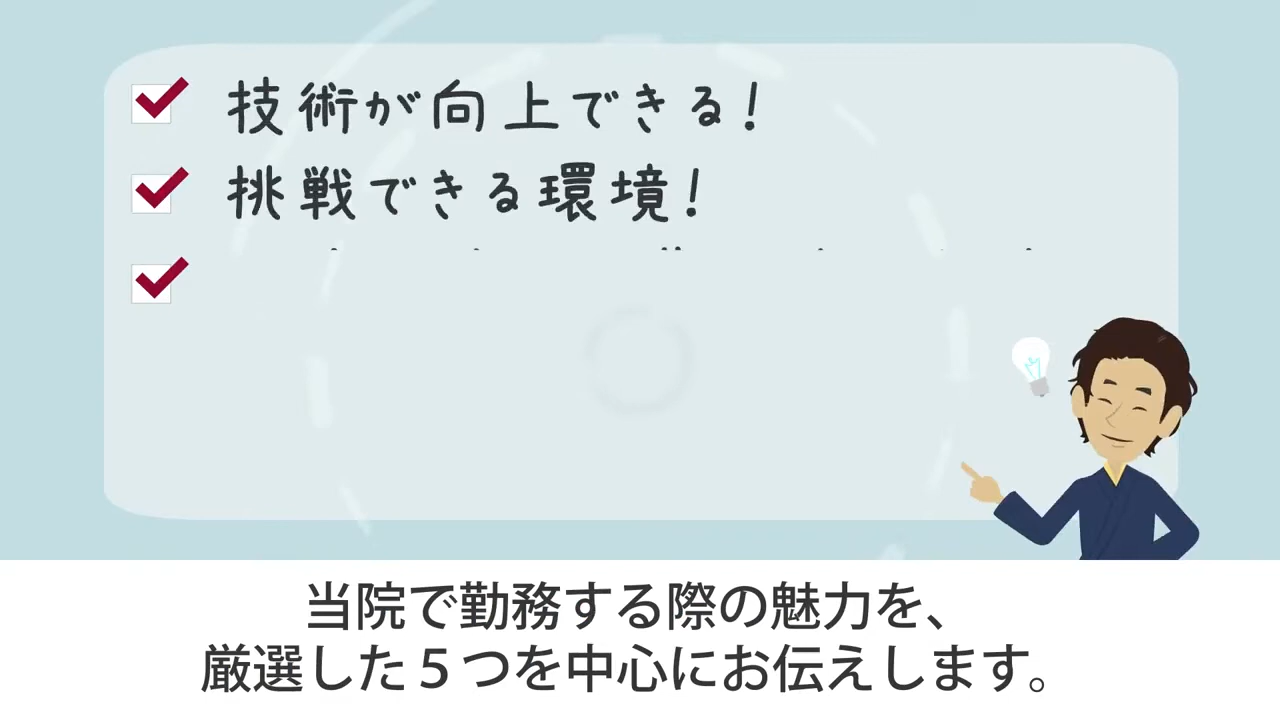 技術が向上できる!
挑戦できる環境!
当院で勤務する際の魅力を、
厳選した５つを中心にお伝えします。